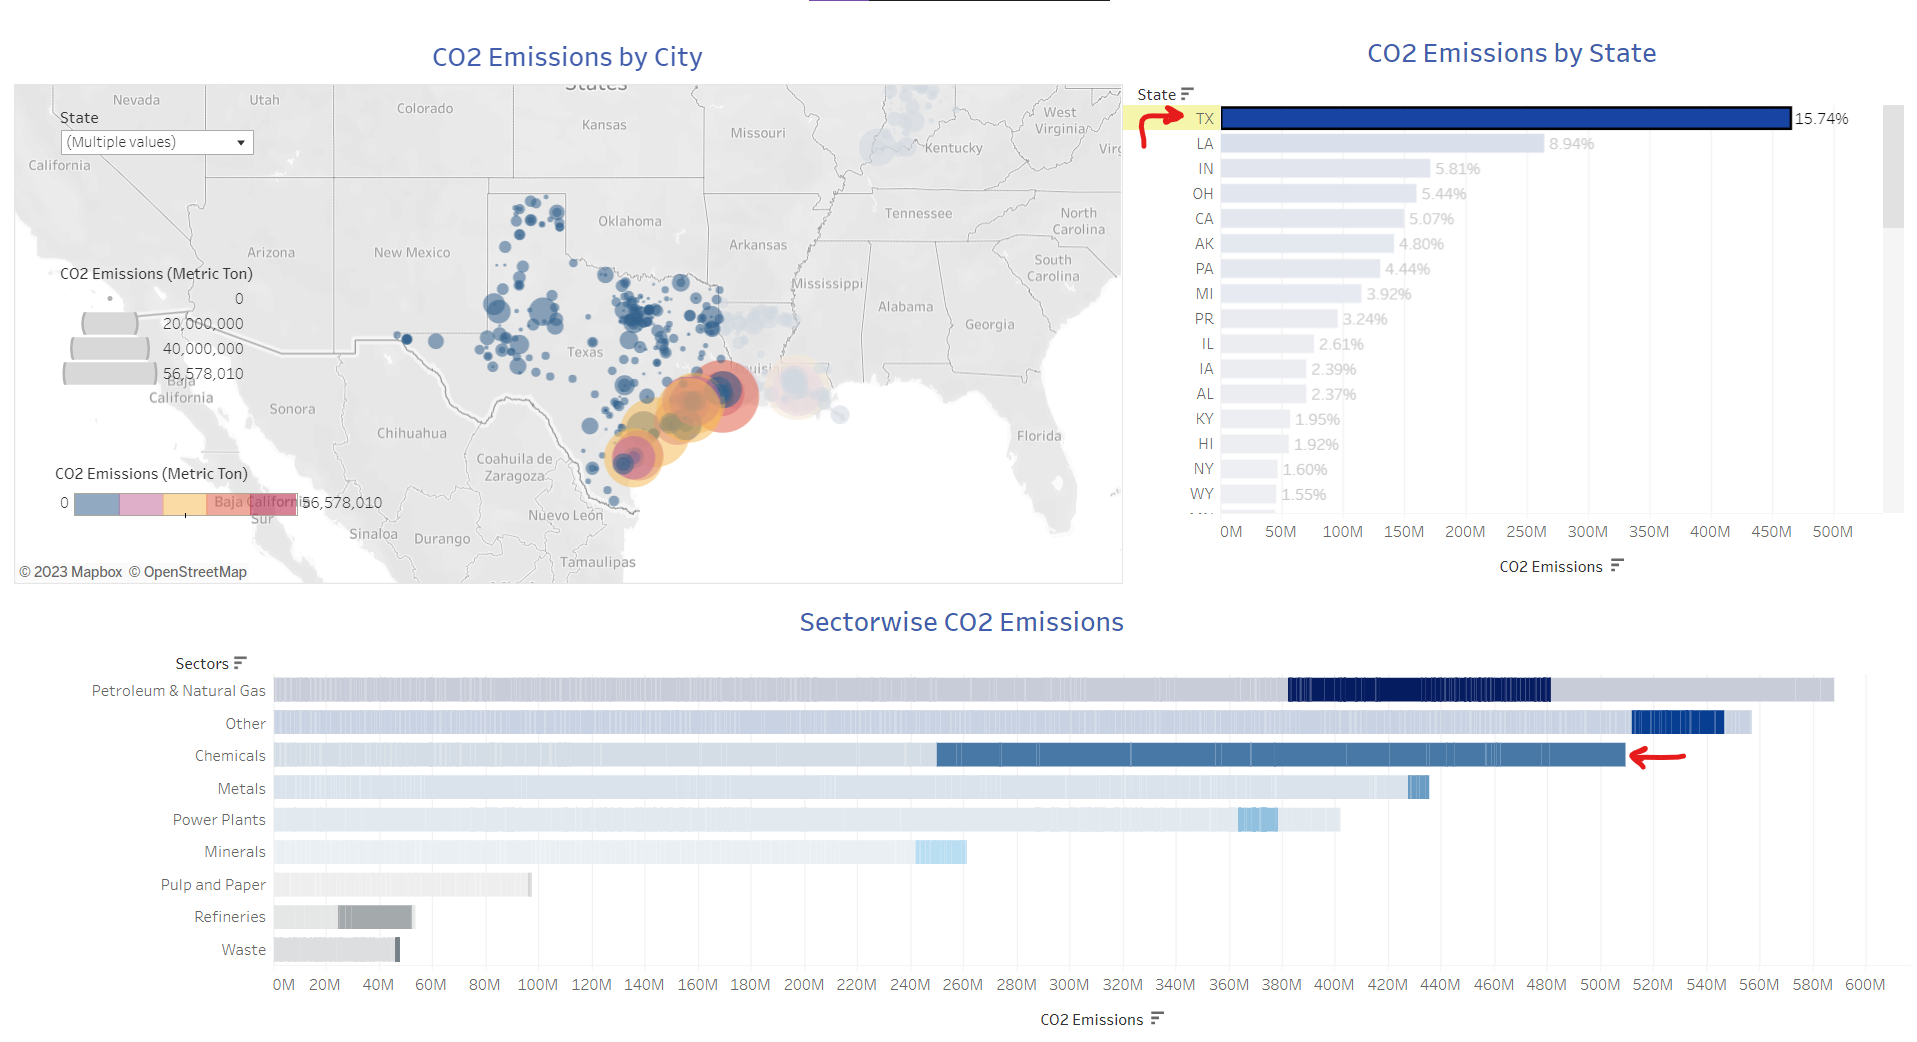 CO2 Emissions by City
States
Nevada
Utah
Colorado
Kansas
Missouri
West
Virginia
Kentucky
California
Oklahoma
Tennessee
North
Carolina
Arizona
New Mexico
Arkansas
South
Carolina
Mississippi
Alabama
Georgia
Texas
Baja
California
Sonora
Chihuahua
Coahuila de
Zaragoza
Florida
Baja California
Sur
Nuevo León
Sinaloa
Durango
Tamaulipas
State
(Multiple values)
CO2 Emissions (Metric Ton)
0
20,000,000
40,000,000
56,578,010
CO2 Emissions (Metric Ton)
0 56,578,010
© 2023 Mapbox © OpenStreetMap
CO2 Emissions by State
State
TX 15.74%
LA 8.94%
IN 5.81%
OH 5.44%
CA 5.07%
AK 4.80%
PA 4.44%
MI 3.92%
PR 3.24%
IL 2.61%
IA 2.39%
AL 2.37%
KY 1.95%
HI 1.92%
NY 1.60%
WY 1.55%
0M 50M 100M 150M 200M 250M 300M 350M 400M 450M 500M
CO2 Emissions
Sectorwise CO2 Emissions
Sectors
Petroleum & Natural Gas
Other
Chemicals
Metals
Power Plants
Minerals
Pulp and Paper
Refineries
Waste
0M 20M 40M 60M 80M 100M 120M 140M 160M 180M 200M 220M 240M 260M 280M 300M 320M 340M 360M 380M 400M 420M 440M 460M 480M 500M 520M 540M 560M 580M 600M
CO2 Emissions